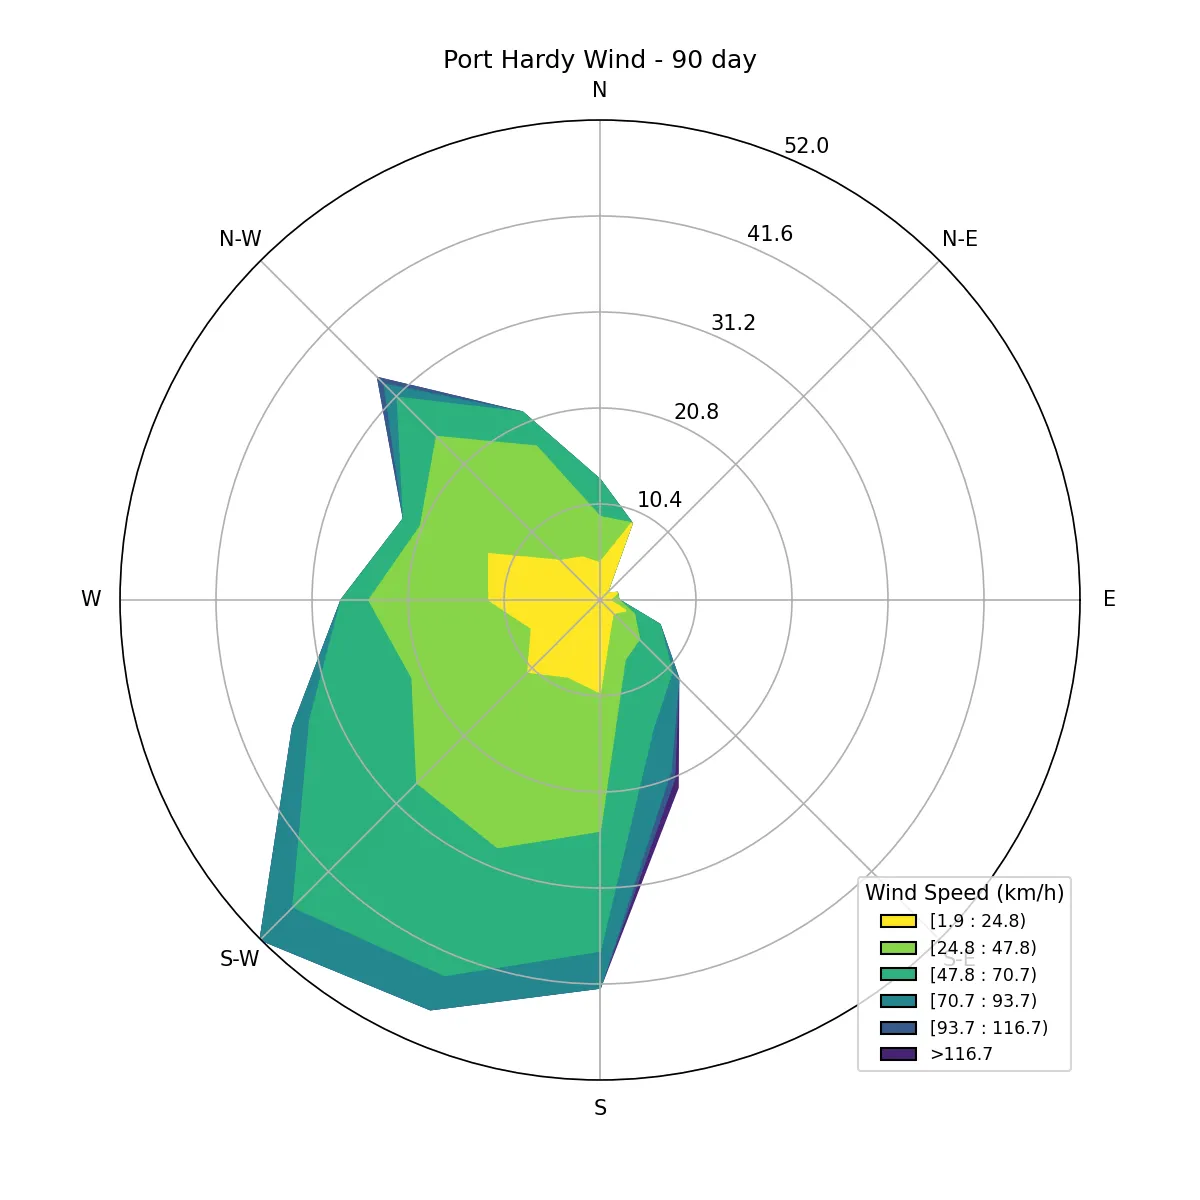 Port Hardy Wind - 90 day
N
52.0
N-W
N-E
41.6
31.2
20.8
10.4
W
E
S-W
S-E
Wind Speed (km/h)
[1.9 : 24.8)
[24.8 : 47.8)
[47.8 : 70.7)
[70.7 : 93.7)
[93.7 : 116.7)
>116.7
S